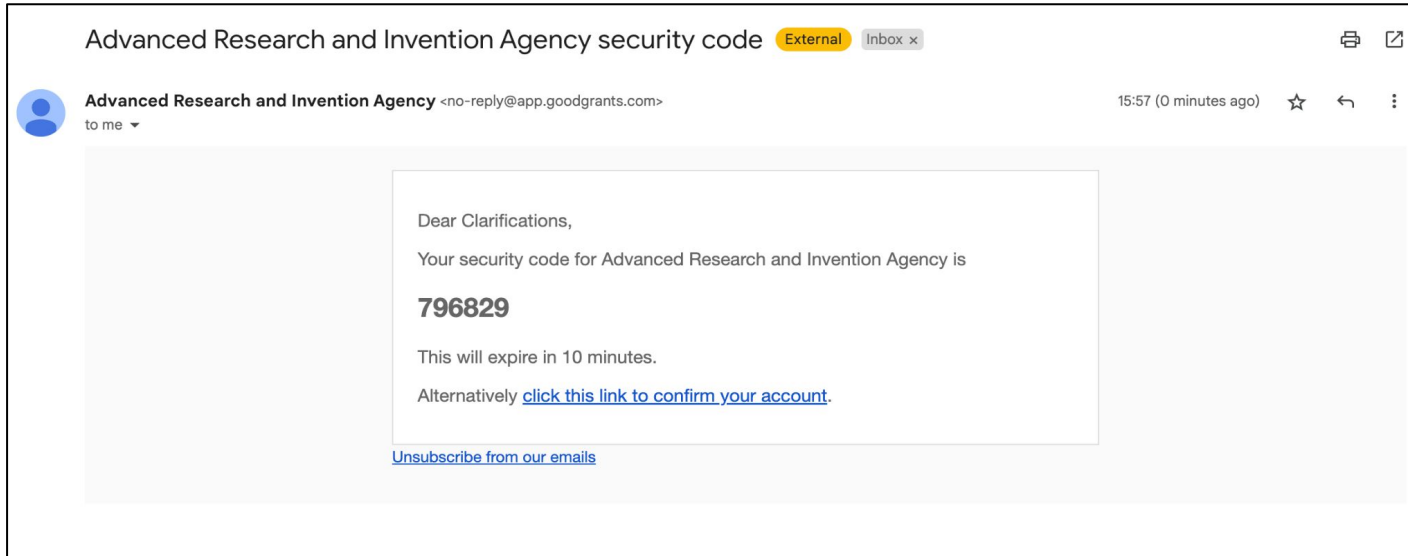 Advanced Research and Invention Agency security code External Inbox ×
Advanced Research and Invention Agency <no-reply@app.goodgrants.com> 15:57 (0 minutes ago)
to me
Dear Clarifications,
Your security code for Advanced Research and Invention Agency is
796829
This will expire in 10 minutes.
Alternatively click this link to confirm your account.
Unsubscribe from our emails